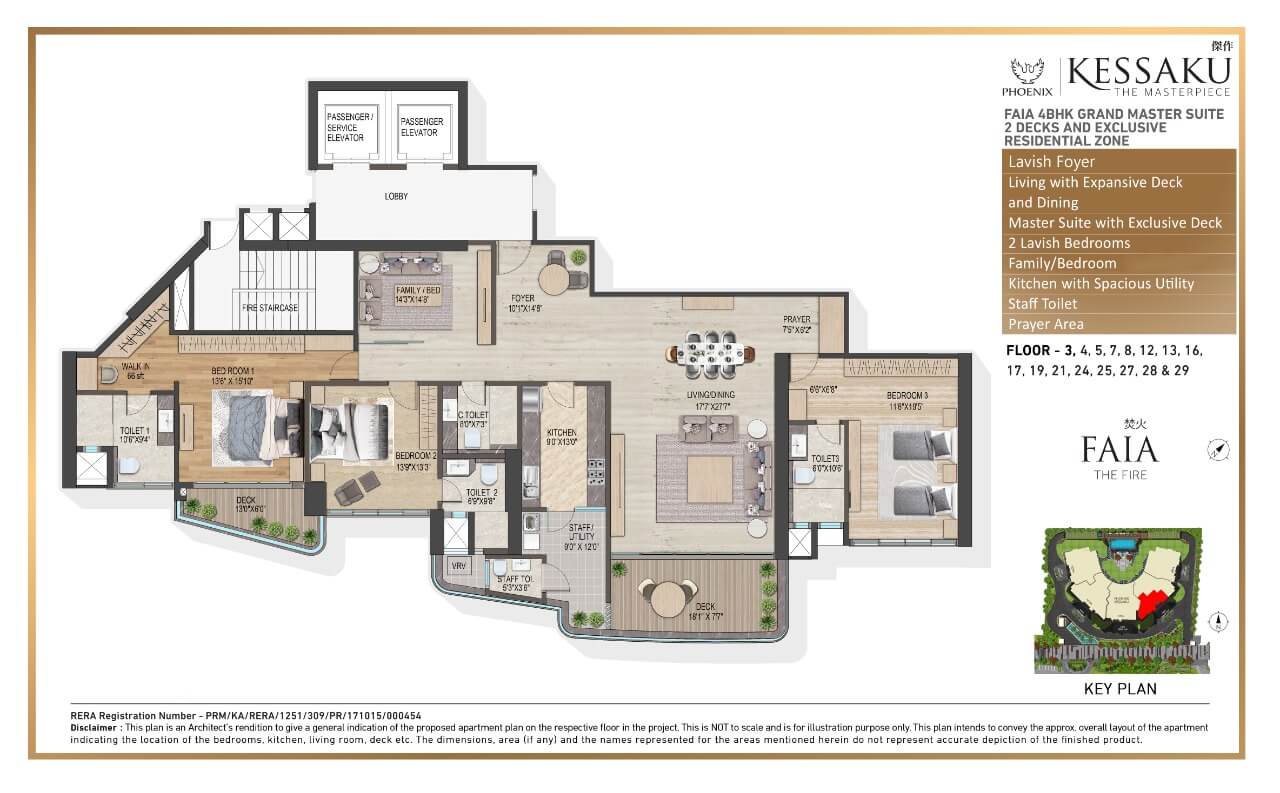 PASSENGER /
SERVICE
ELEVATOR
PASSENGER
ELEVATOR
LOBBY
FIRE STAIRCASE
FAMILY / BED
14'3"X14'8"
FOYER
10'1"X14'8"
PRAYER
7'5"X6'2"
WALK IN
66 sft
BED ROOM 1
13'6" X 15'10"
TOILET 1
10'6"X9'4"
BEDROOM 2
13'9"X13'3"
C.TOILET
8'0"X7'3"
KITCHEN
9'0"X13'0"
LIVING/DINING
17'7"X27'7"
6'6"X8'8"
BEDROOM 3
11'8"X19'5"
TOILET3
6'0"X10'6"
DECK
13'0"X6'0"
TOILET 2
6'9"X9'8"
STAFF/
UTILITY
9'0" X 12'0"
VRV
STAFF TOI.
5'3"X3'6"
DECK
18'1" X 7'7"
傑作
PHOENIX
KESSAKU
THE MASTERPIECE
FAIA 4BHK GRAND MASTER SUITE
2 DECKS AND EXCLUSIVE
RESIDENTIAL ZONE
Lavish Foyer
Living with Expansive Deck
and Dining
Master Suite with Exclusive Deck
2 Lavish Bedrooms
Family/Bedroom
Kitchen with Spacious Utility
Staff Toilet
Prayer Area
FLOOR - 3, 4, 5, 7, 8, 12, 13, 16,
17, 19, 21, 24, 25, 27, 28 & 29
焚火
FAIA
THE FIRE
N
KEY PLAN
RERA Registration Number - PRM/KA/RERA/1251/309/PR/171015/000454
Disclaimer : This plan is an Architect's rendition to give a general indication of the proposed apartment plan on the respective floor in the project. This is NOT to scale and is for illustration purpose only. This plan intends to convey the approx. overall layout of the apartment
indicating the location of the bedrooms, kitchen, living room, deck etc. The dimensions, area (if any) and the names represented for the areas mentioned herein do not represent accurate depiction of the finished product.